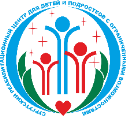 СУРГУТСКИЙ РЕАБИЛИТАЦИОННЫЙ ЦЕНТР ДЛЯ ДЕТЕЙ И ПОДРОСТКОВ С ОГРАНИЧЕННЫМИ ВОЗМОЖНОСТЯМИ